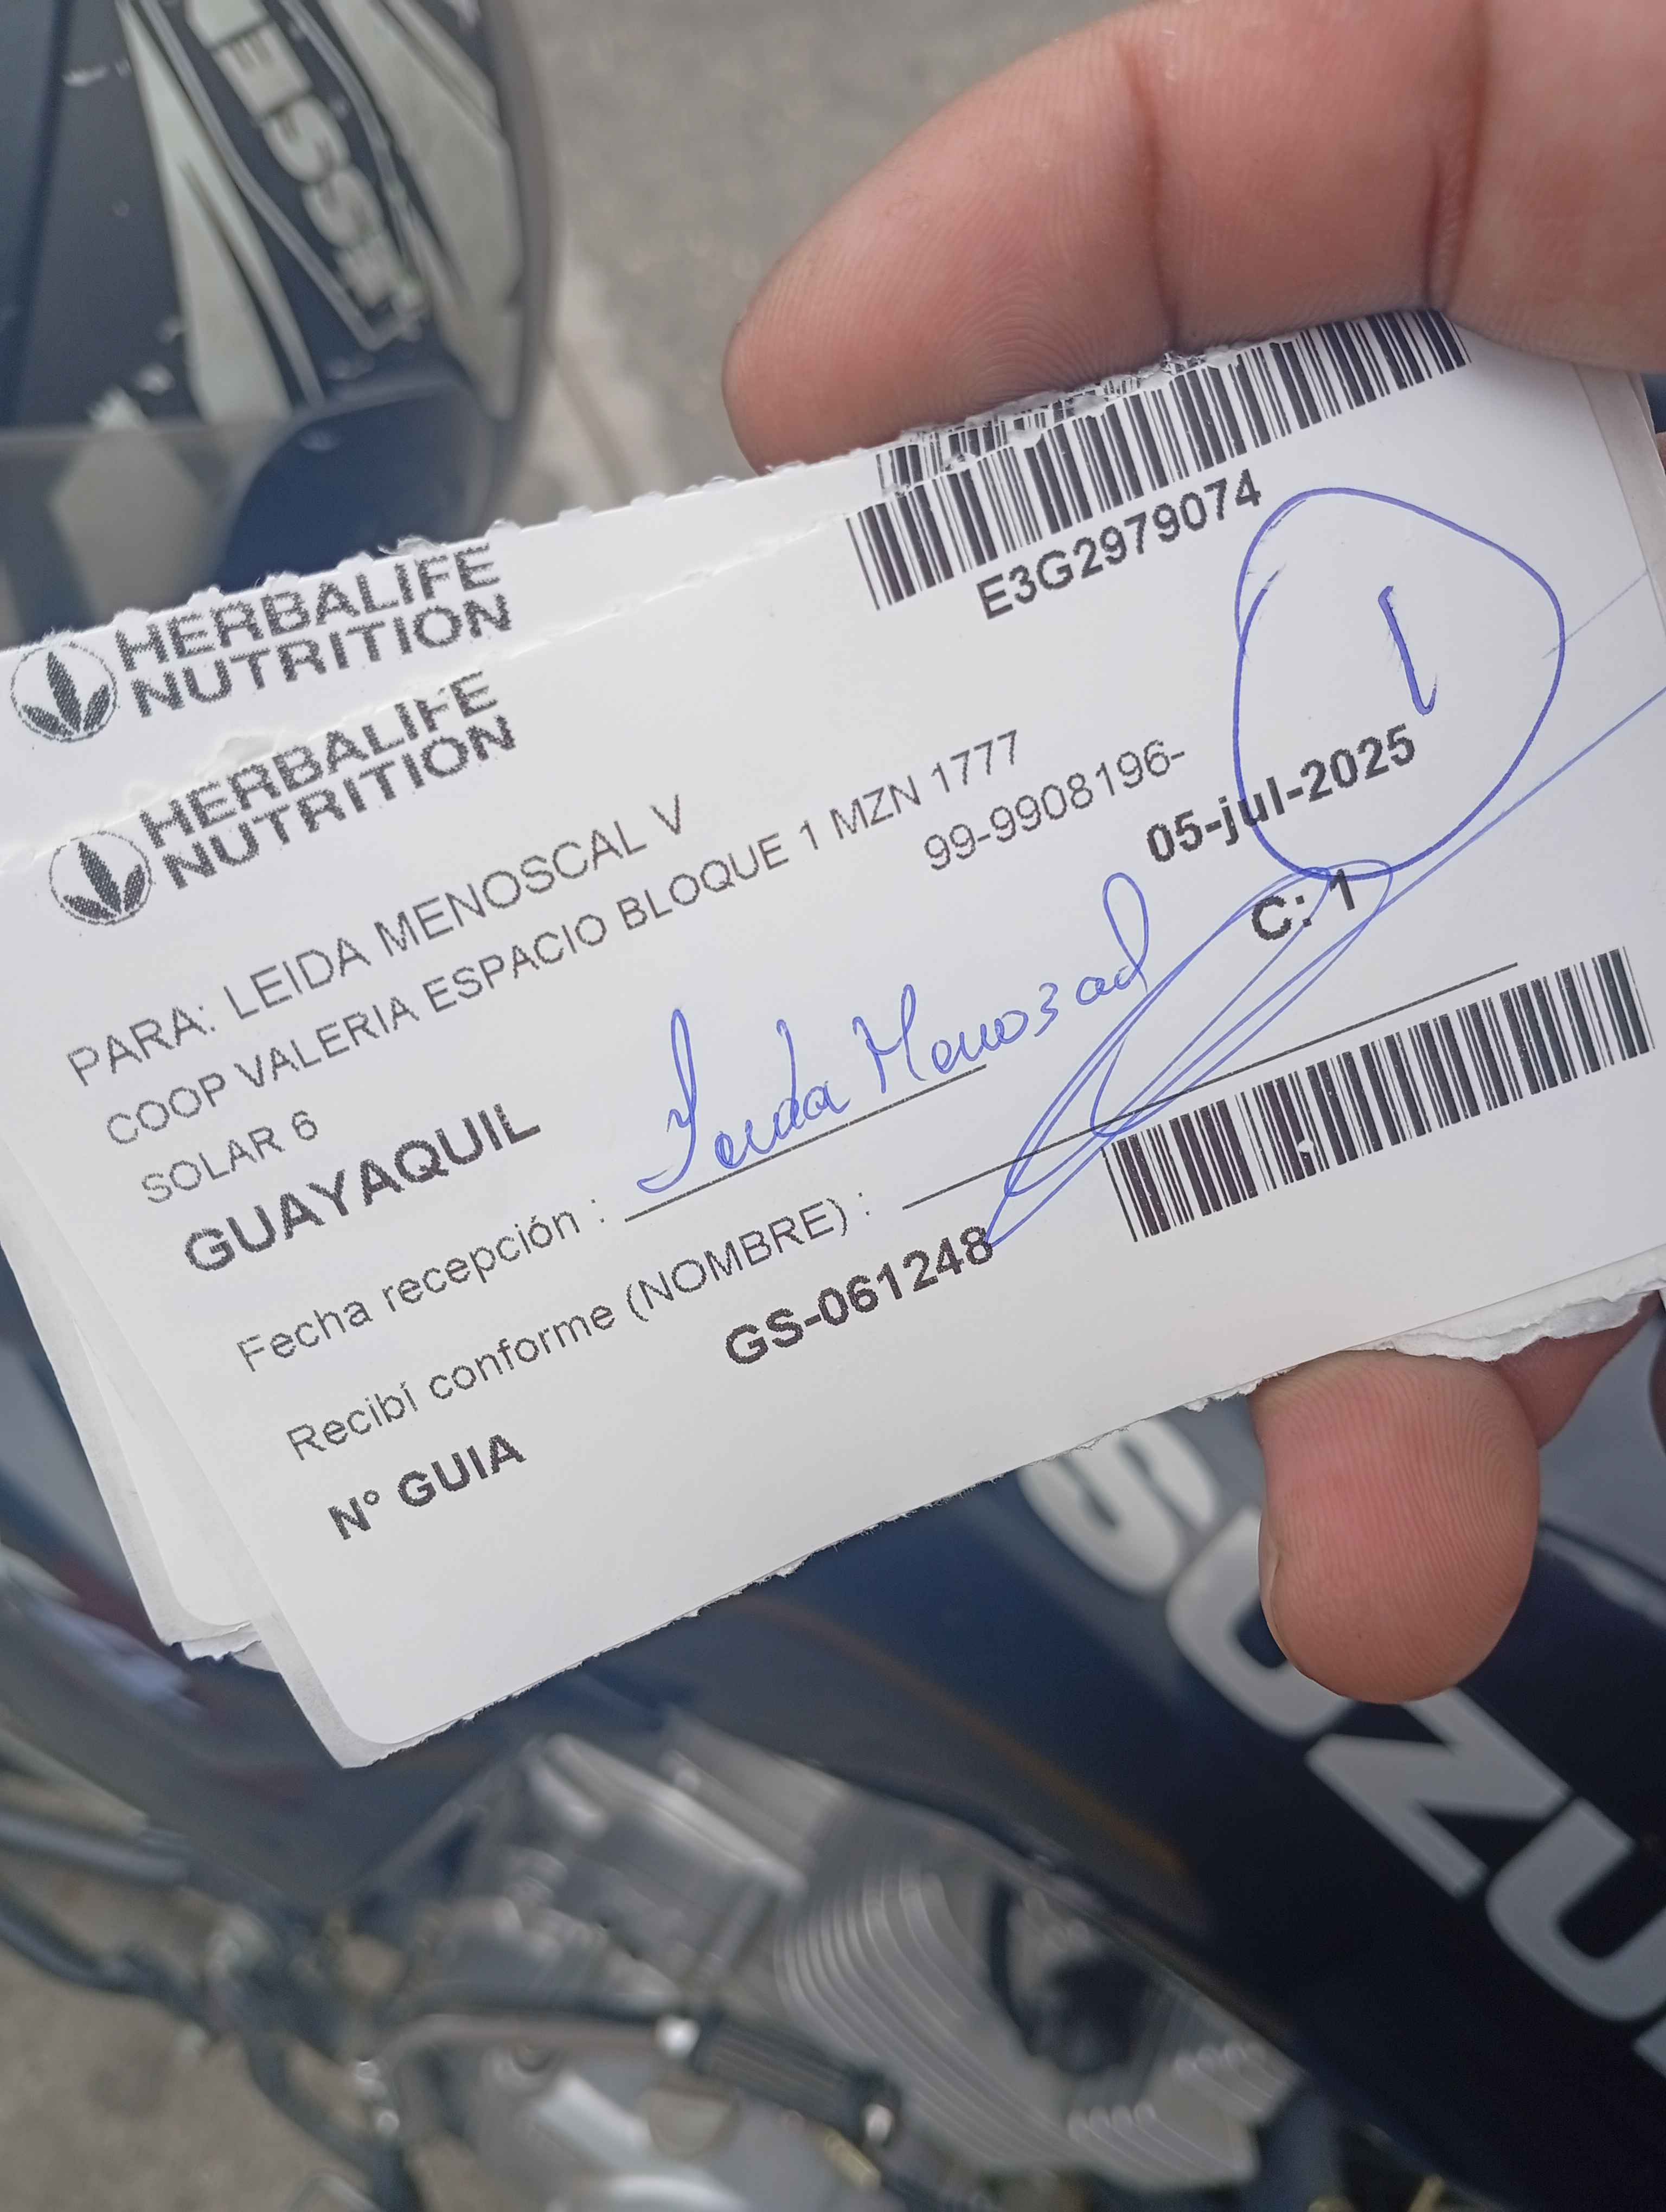 HERBALIFE
NUTRITION
HERBALIFE
NUTRITION
E3G2979074
1
PARA: LEIDA MENOSCAL V
COOP VALERIA ESPACIO BLOQUE 1 MZN 1777
SOLAR 6
99-9908196-
GUAYAQUIL
05-jul-2025
C: 1
Fecha recepción : Leida Menoscal
Recibí conforme (NOMBRE) :
N° GUIA GS-061248
SUZU